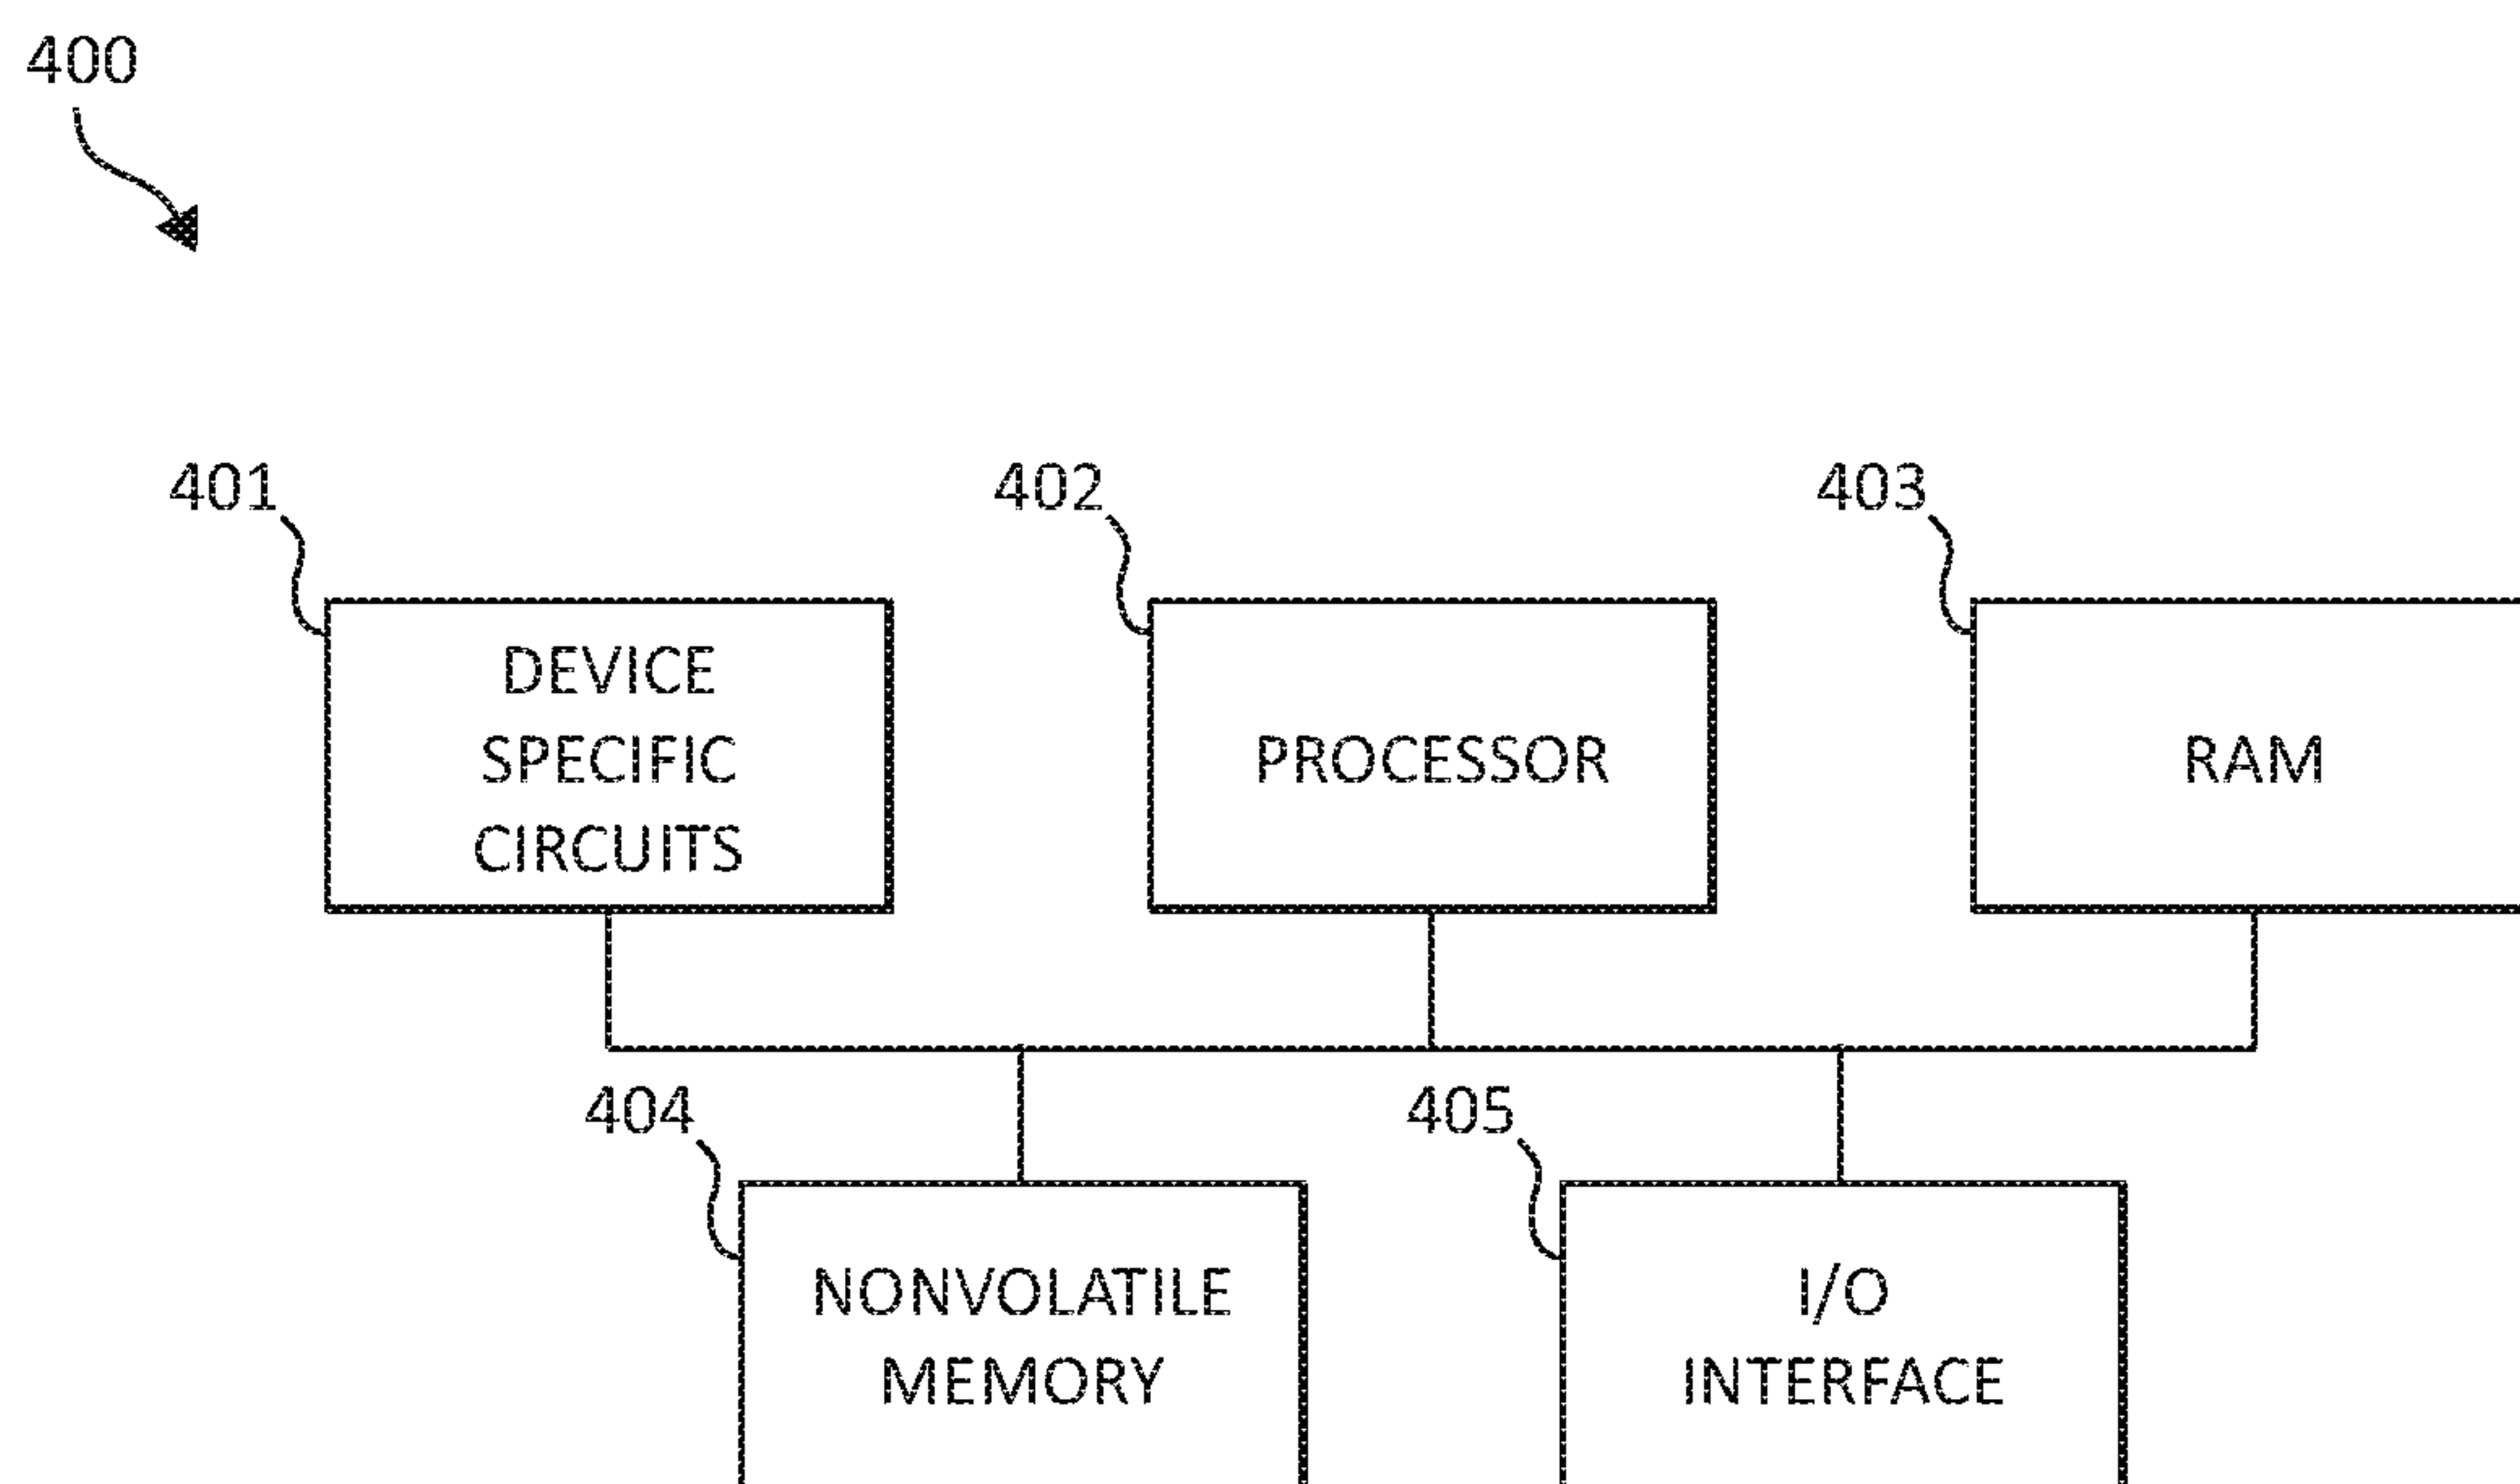 400
401
402
403
DEVICE
SPECIFIC
CIRCUITS
PROCESSOR
RAM
404
405
NONVOLATILE
MEMORY
I/O
INTERFACE